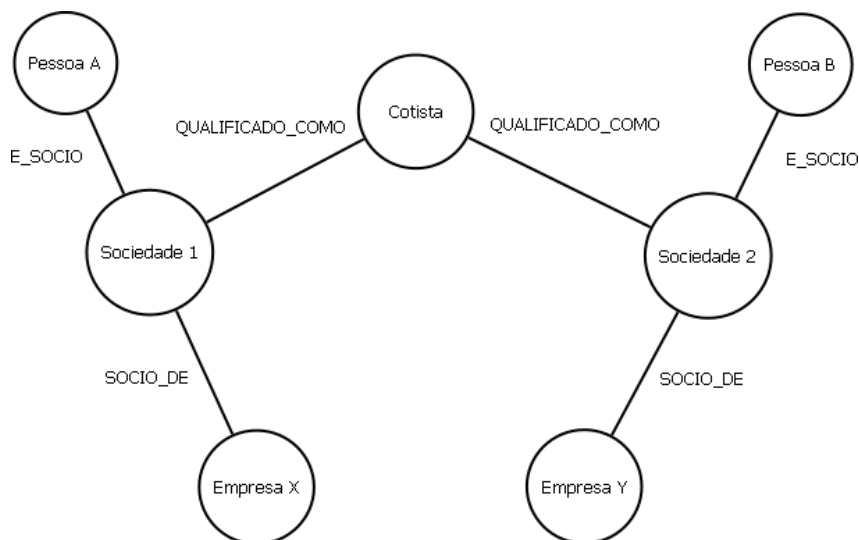 Pessoa A
Cotista
Pessoa B
QUALIFICADO_COMO
QUALIFICADO_COMO
E_SOCIO
E_SOCIO
Sociedade 1
Sociedade 2
SOCIO_DE
SOCIO_DE
Empresa X
Empresa Y